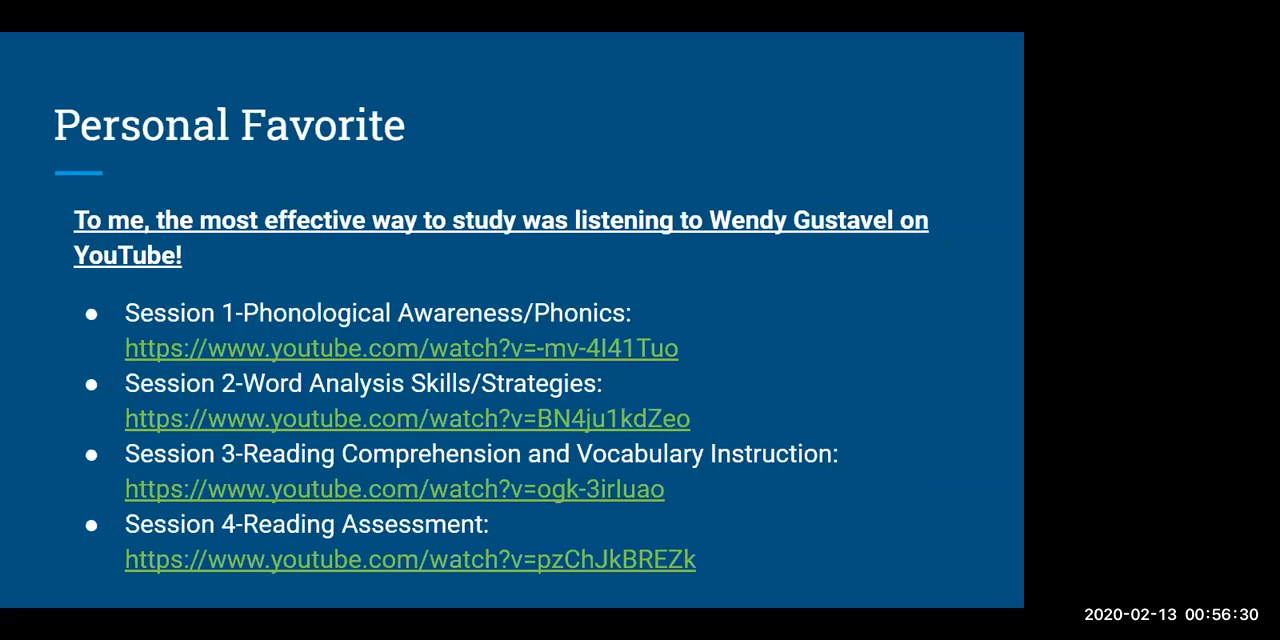 Personal Favorite
To me, the most effective way to study was listening to Wendy Gustavel on
YouTube!
● Session 1-Phonological Awareness/Phonics:
https://www.youtube.com/watch?v=-mv-4I41Tuo
● Session 2-Word Analysis Skills/Strategies:
https://www.youtube.com/watch?v=BN4ju1kdZeo
● Session 3-Reading Comprehension and Vocabulary Instruction:
https://www.youtube.com/watch?v=ogk-3irIuao
● Session 4-Reading Assessment:
https://www.youtube.com/watch?v=pzChJkBREZk
2020-02-13 00:56:30